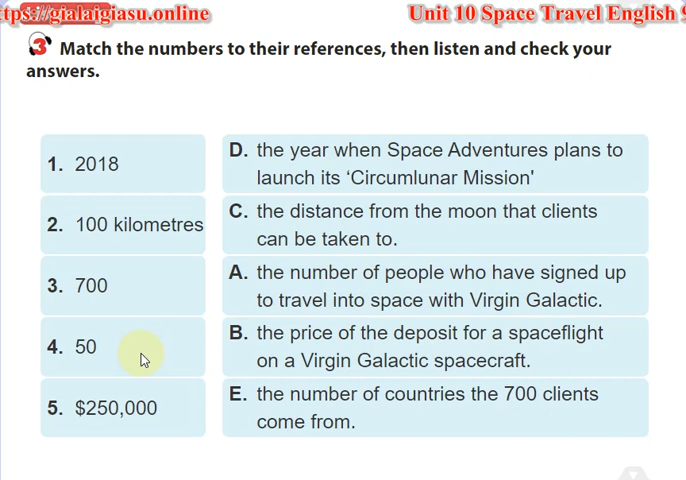 ttps://gialaigiasu.online
Unit 10 Space Travel English 9
3 Match the numbers to their references, then listen and check your
answers.
1. 2018
D. the year when Space Adventures plans to
launch its ‘Circumlunar Mission'
2. 100 kilometres
C. the distance from the moon that clients
can be taken to.
3. 700
A. the number of people who have signed up
to travel into space with Virgin Galactic.
4. 50
B. the price of the deposit for a spaceflight
on a Virgin Galactic spacecraft.
5. $250,000
E. the number of countries the 700 clients
come from.